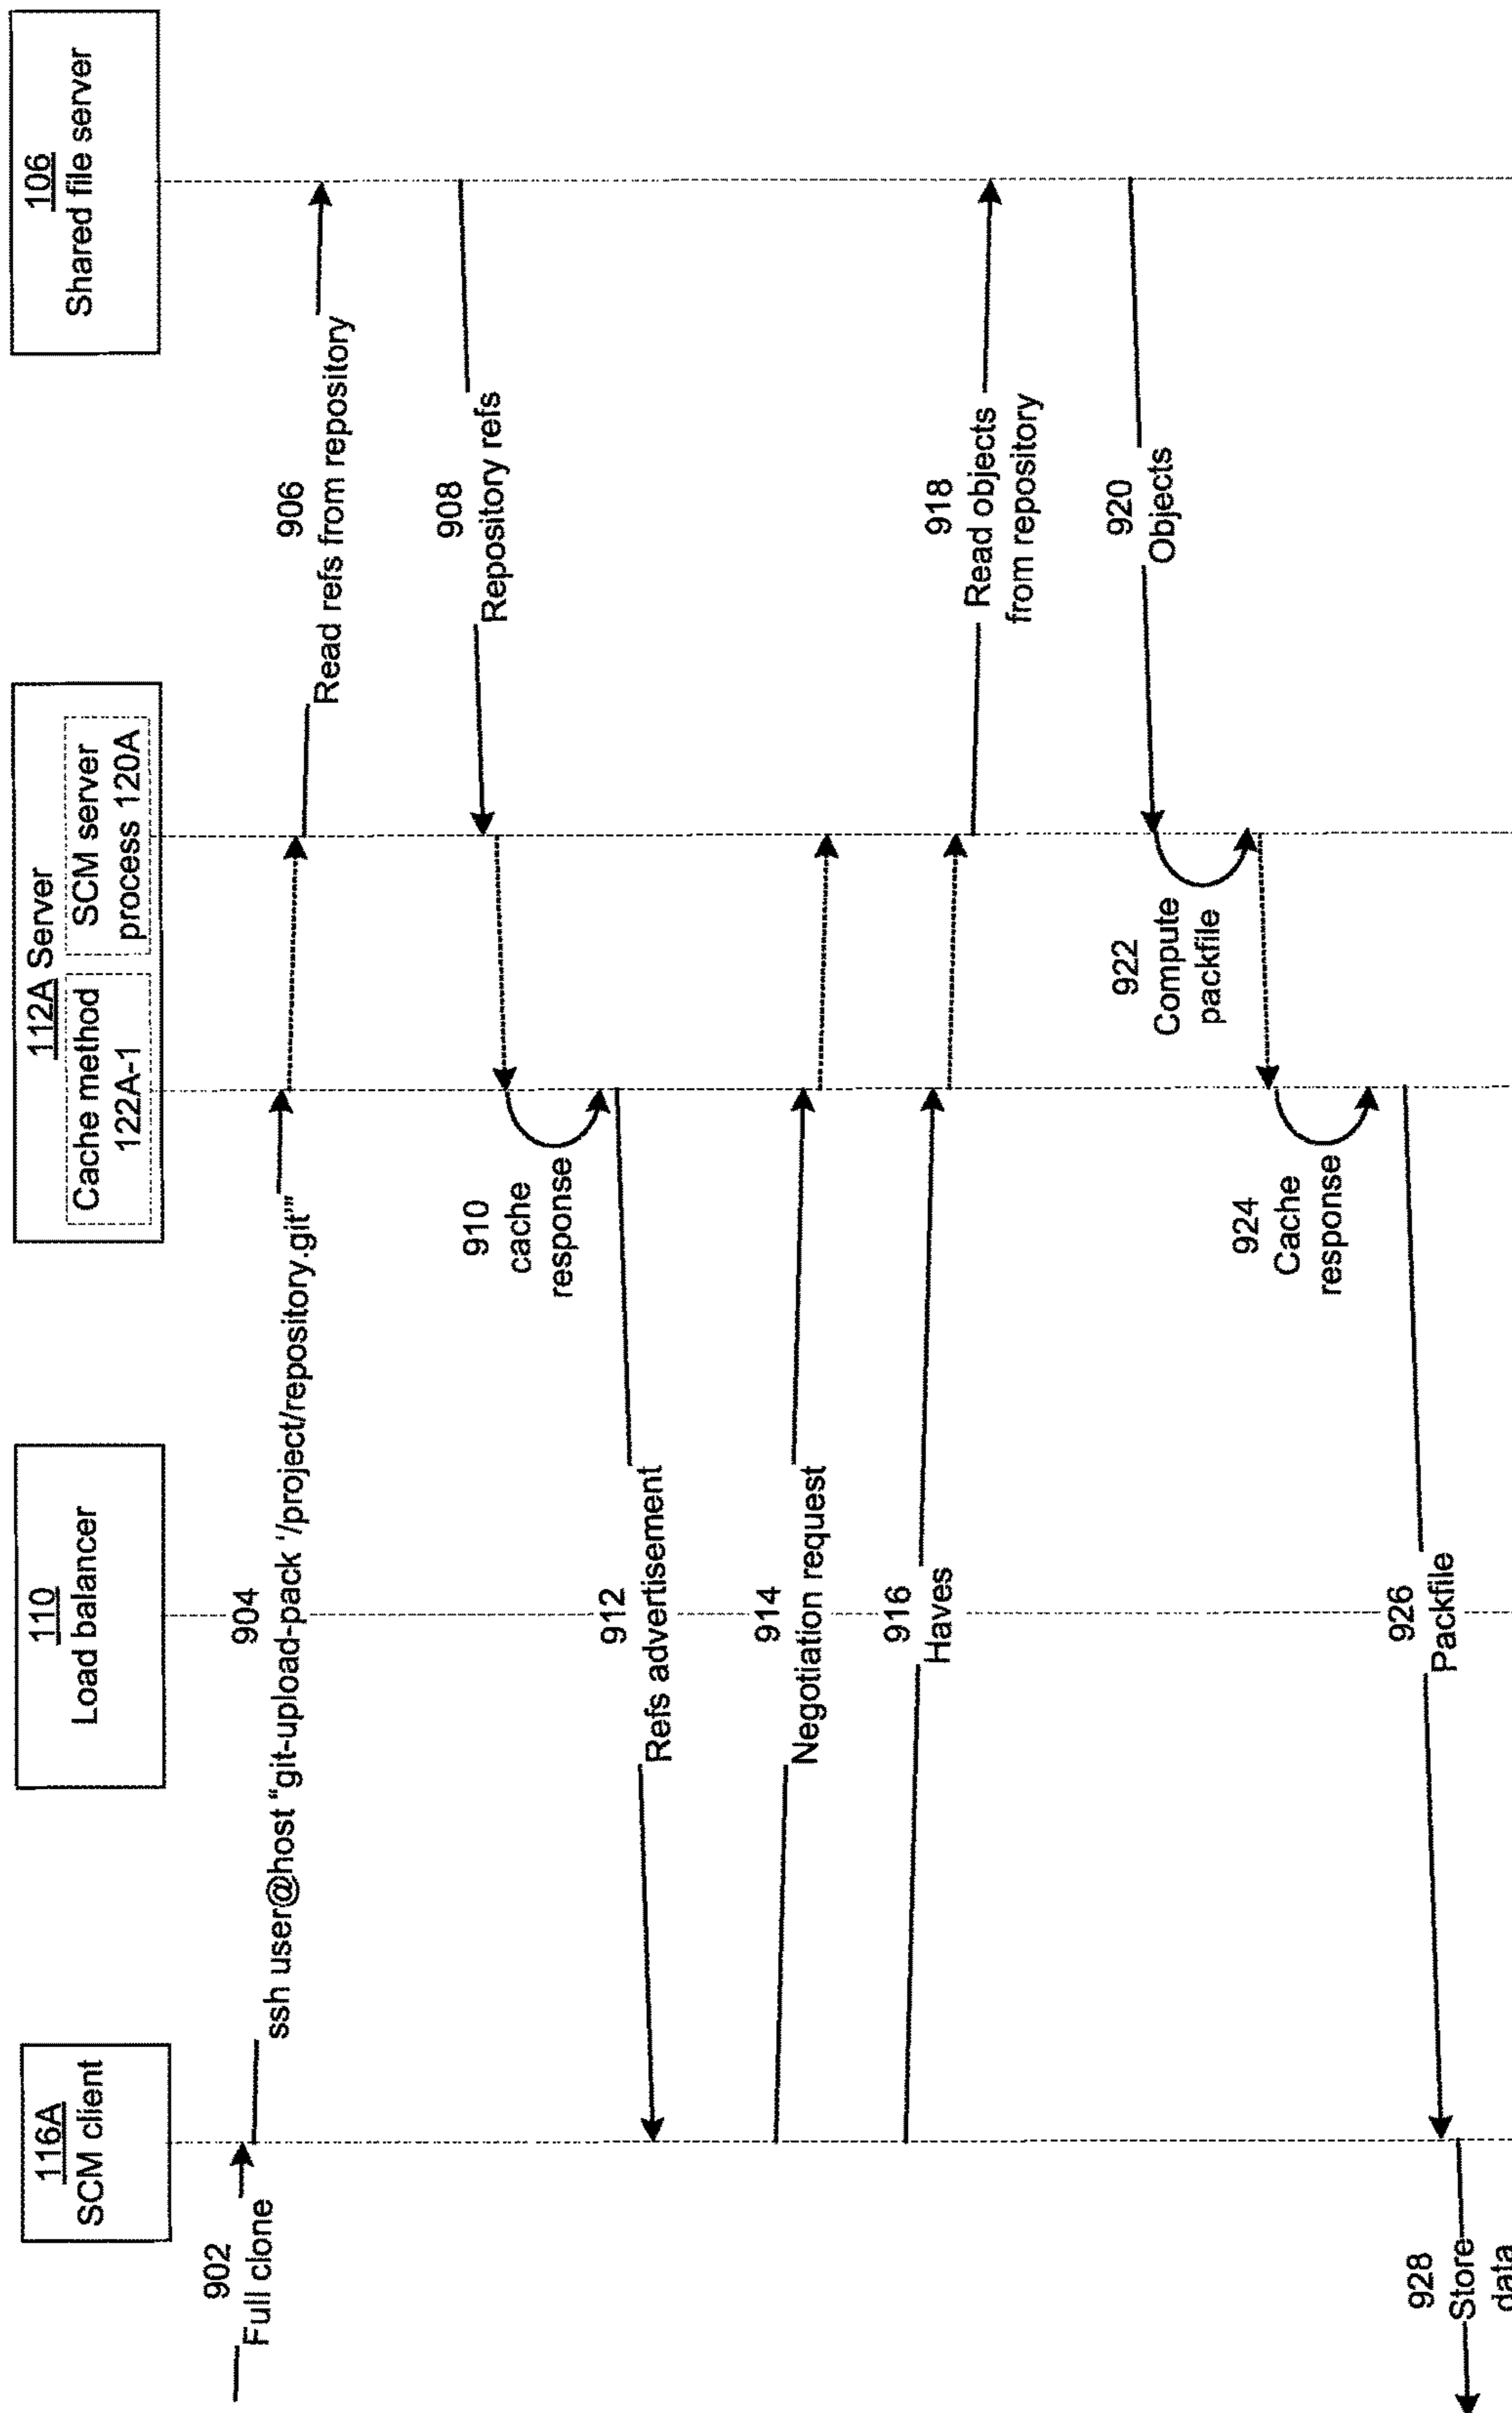 116A
SCM client
110
Load balancer
112A Server
Cache method
122A-1
SCM server
process 120A
106
Shared file server
902
Full clone
904
ssh user@host “git-upload-pack ‘/project/repository.git’”
906
Read refs from repository
908
Repository refs
910
cache
response
912
Refs advertisement
914
Negotiation request
916
Haves
918
Read objects
from repository
920
Objects
922
Compute
packfile
924
Cache
response
926
Packfile
928
Store
data